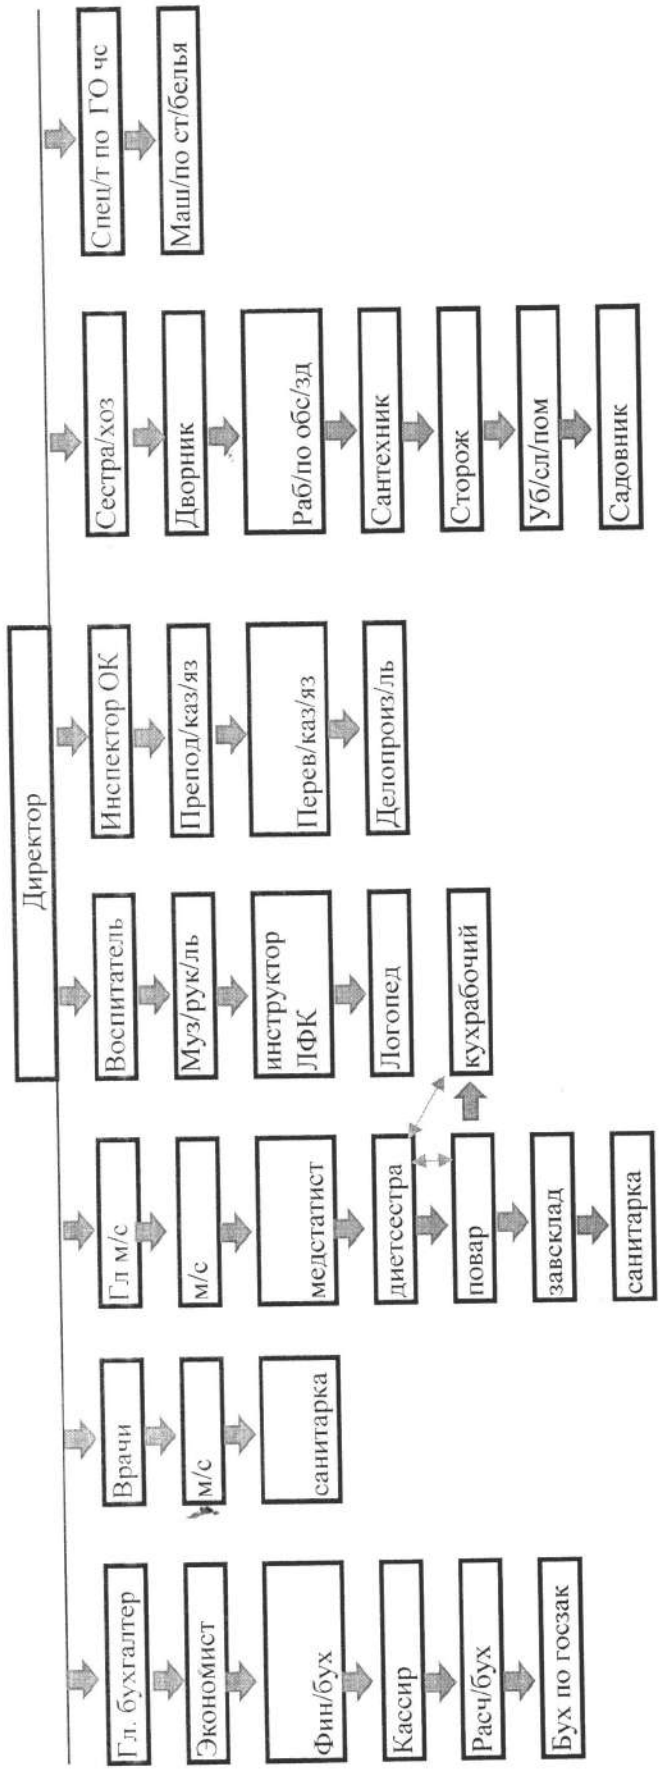 Директор
Гл. бухгалтер
Экономист
Фин/бух
Кассир
Расч/бух
Бух по госзак
Врачи
м/с
санитарка
Гл м/с
м/с
медстатист
диетсестра
повар
завсклад
санитарка
кухрабочий
Воспитатель
Муз/рук/ль
инструктор
ЛФК
Логопед
Инспектор ОК
Препод/каз/яз
Перев/каз/яз
Делопроиз/ль
Сестра/хоз
Дворник
Раб/по обс/зд
Сантехник
Сторож
Уб/сл/пом
Садовник
Спец/т по ГО чс
Маш/по ст/белья